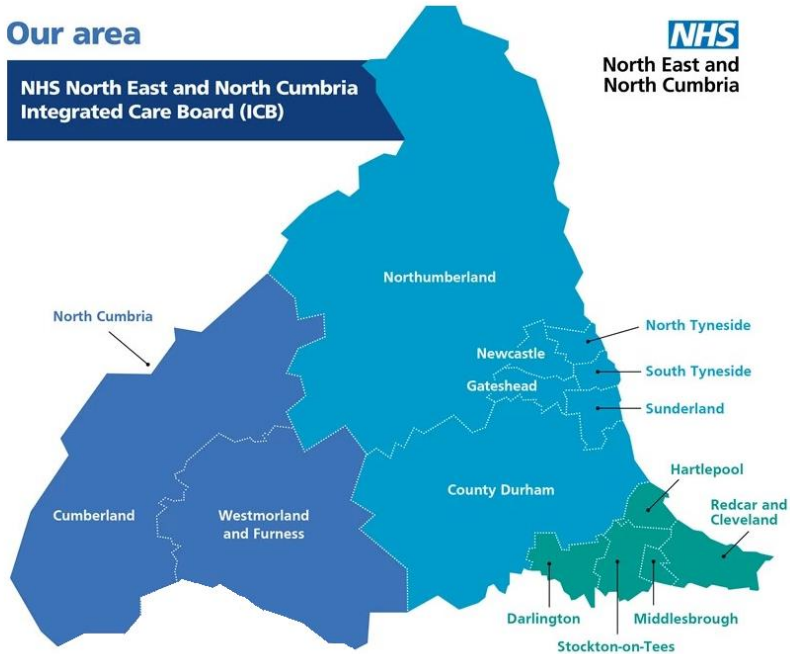 Our area
NHS North East and North Cumbria
Integrated Care Board (ICB)
NHS
North East and
North Cumbria
Northumberland
North Cumbria
North Tyneside
Newcastle
South Tyneside
Gateshead
Sunderland
Hartlepool
County Durham
Redcar and
Cleveland
Cumberland
Westmorland
and Furness
Darlington
Middlesbrough
Stockton-on-Tees